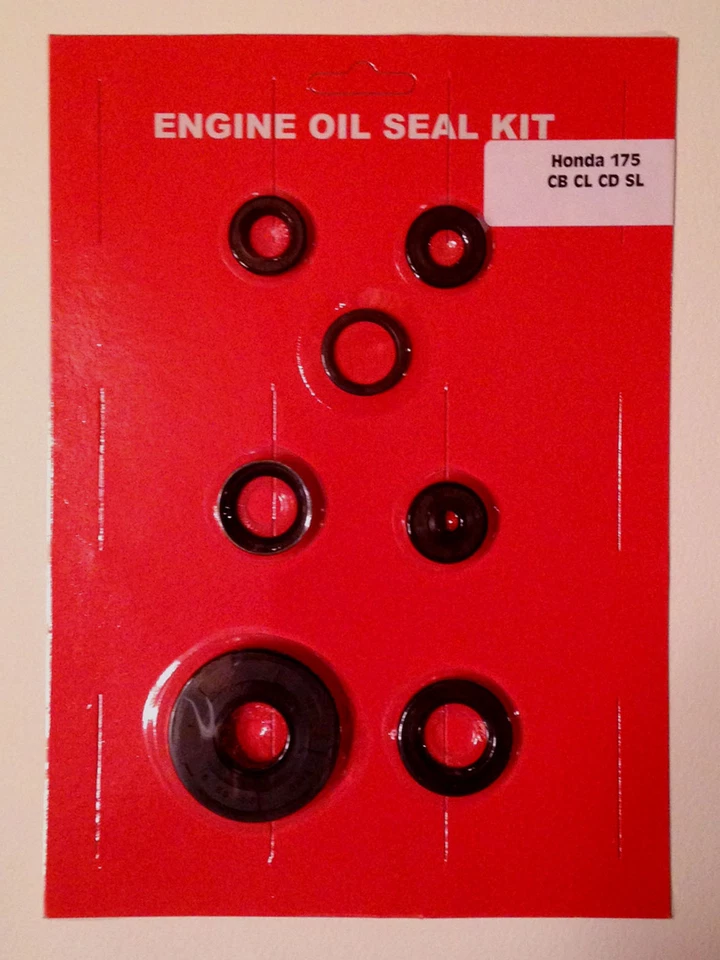 ENGINE OIL SEAL KIT
Honda 175
CB CL CD SL